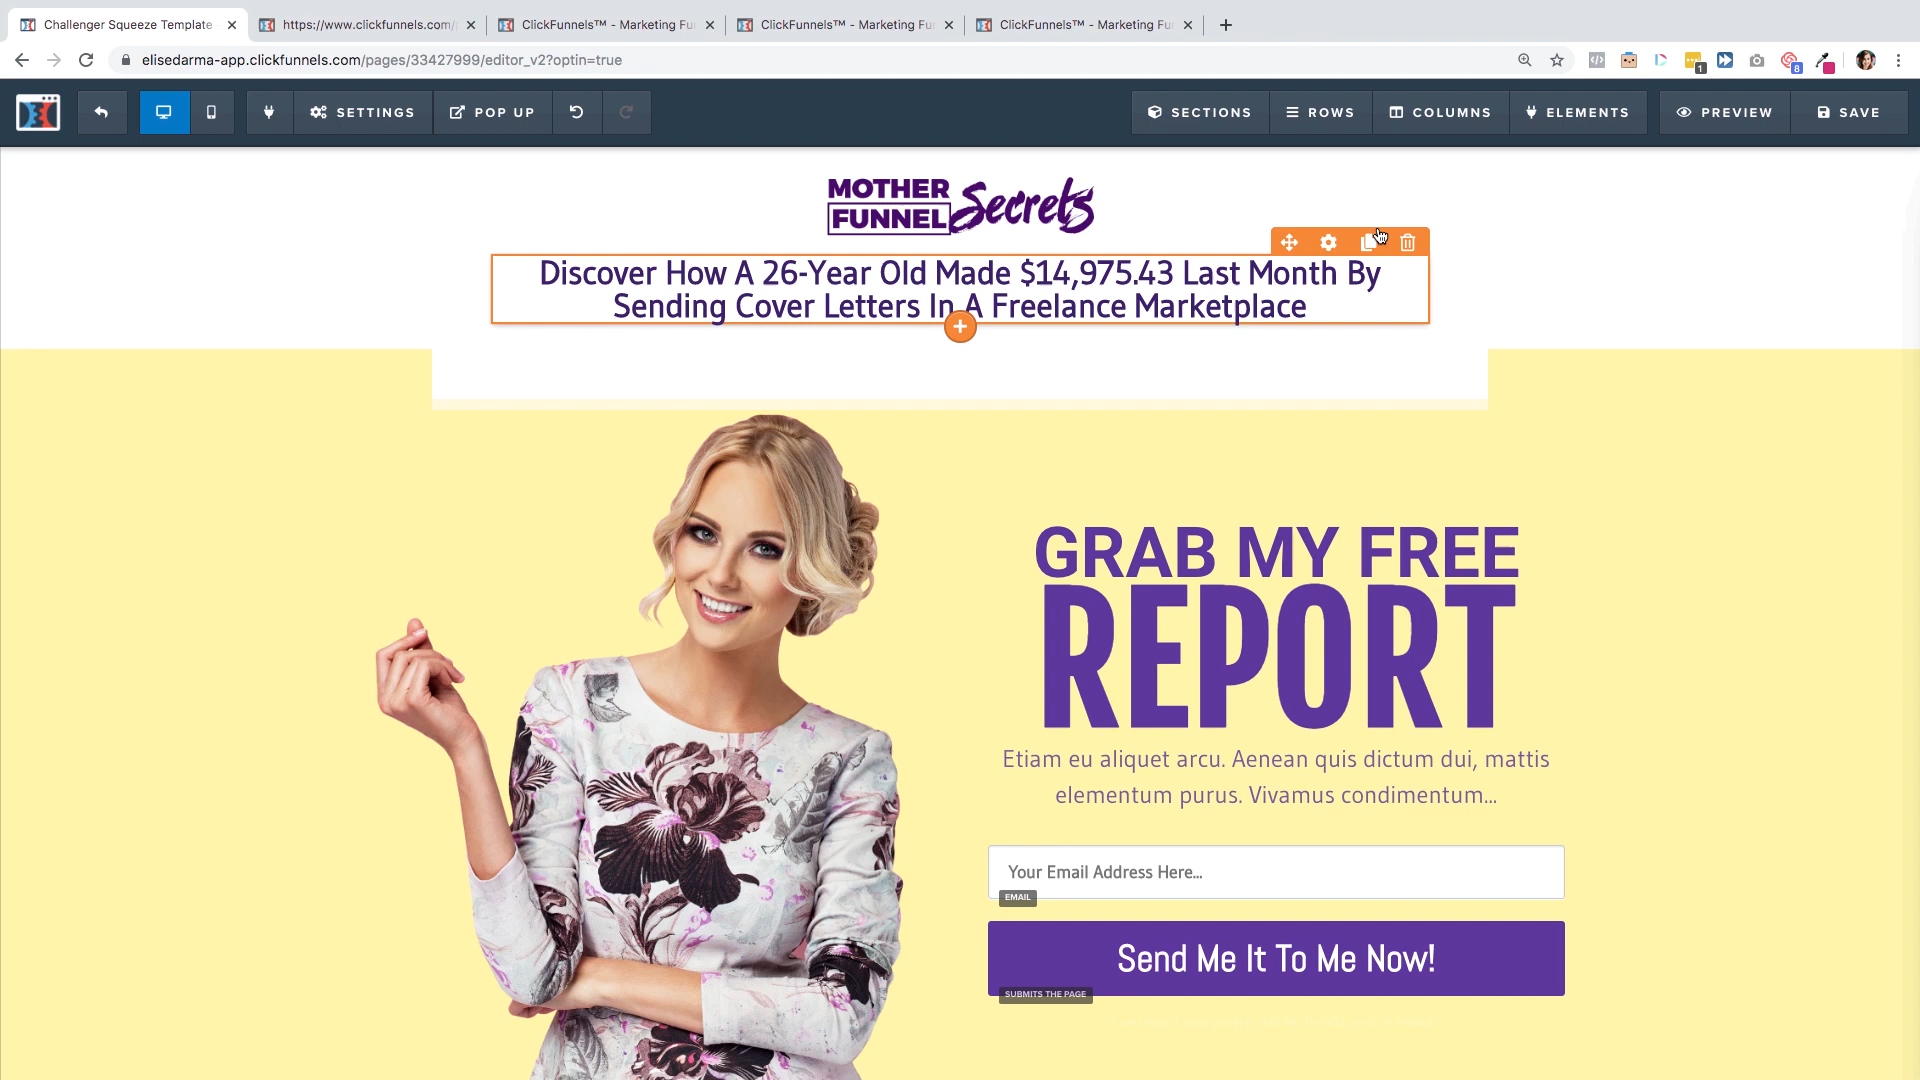 Challenger Squeeze Template
https://www.clickfunnels.com/
ClickFunnels™ - Marketing Fu
ClickFunnels™ - Marketing Fu
ClickFunnels™ - Marketing Fu
elisedarma-app.clickfunnels.com/pages/33427999/editor_v2?optin=true
1
8
SETTINGS
POP UP
SECTIONS
ROWS
COLUMNS
ELEMENTS
PREVIEW
SAVE
MOTHER
FUNNEL Secrets
Discover How A 26-Year Old Made $14,975.43 Last Month By
Sending Cover Letters In A Freelance Marketplace
GRAB MY FREE
REPORT
Etiam eu aliquet arcu. Aenean quis dictum dui, mattis
elementum purus. Vivamus condimentum...
Your Email Address Here...
EMAIL
Send Me It To Me Now!
SUBMITS THE PAGE